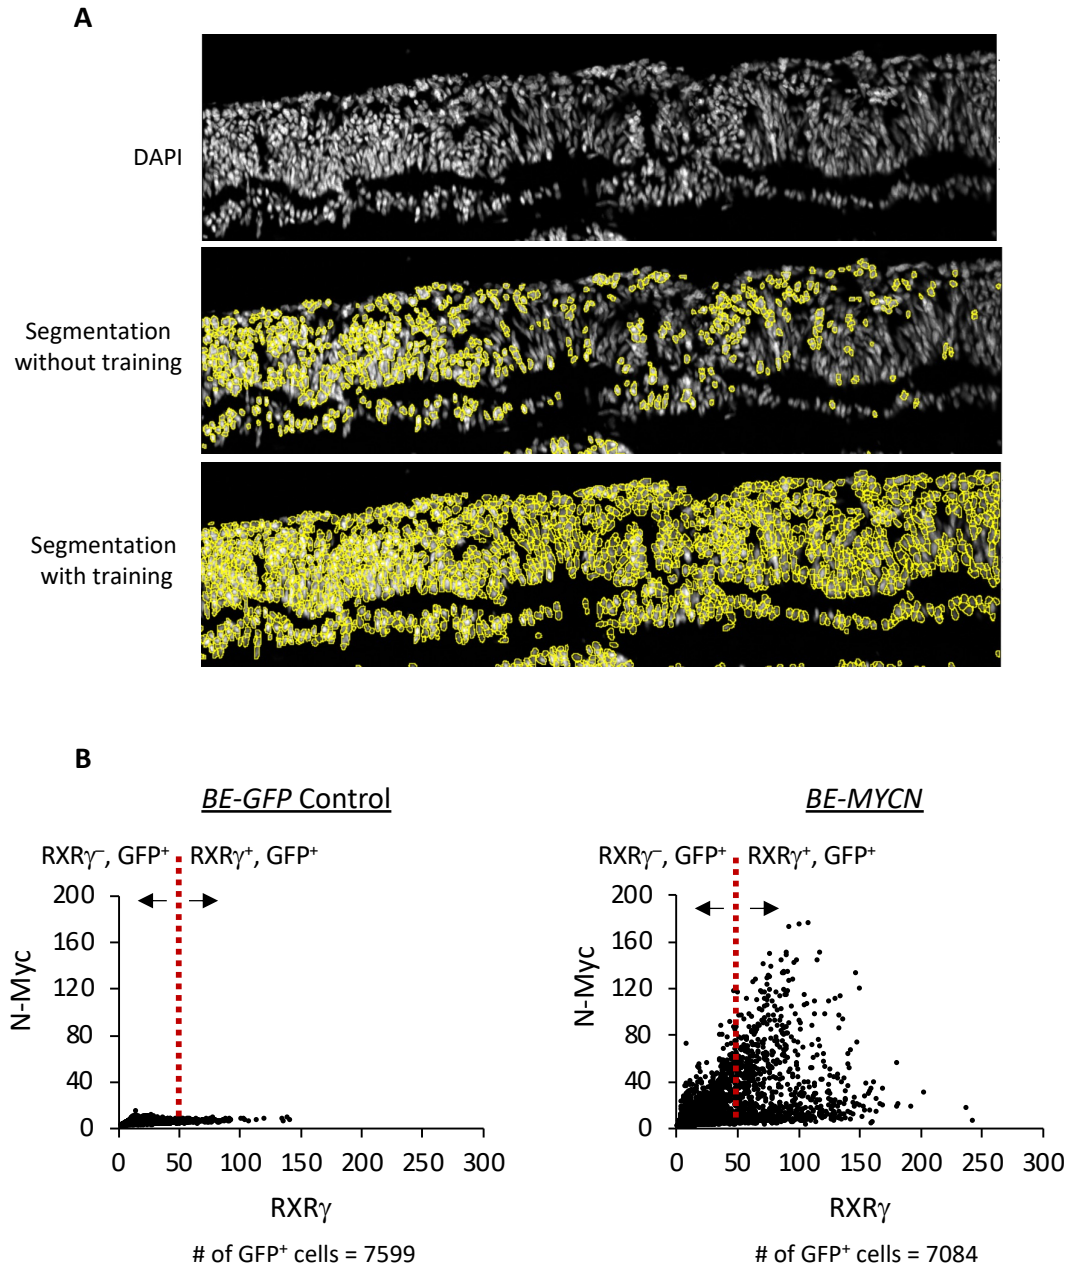 A
DAPI
Segmentation
without training
Segmentation
with training
B
BE-GFP Control
BE-MYCN
RXRγ–, GFP+
RXRγ+, GFP+
RXRγ–, GFP+
RXRγ+, GFP+
200
160
120
80
40
0
N-Myc
0 50 100 150 200 250 300
RXRγ
# of GFP+ cells = 7599
200
160
120
80
40
0
N-Myc
0 50 100 150 200 250 300
RXRγ
# of GFP+ cells = 7084